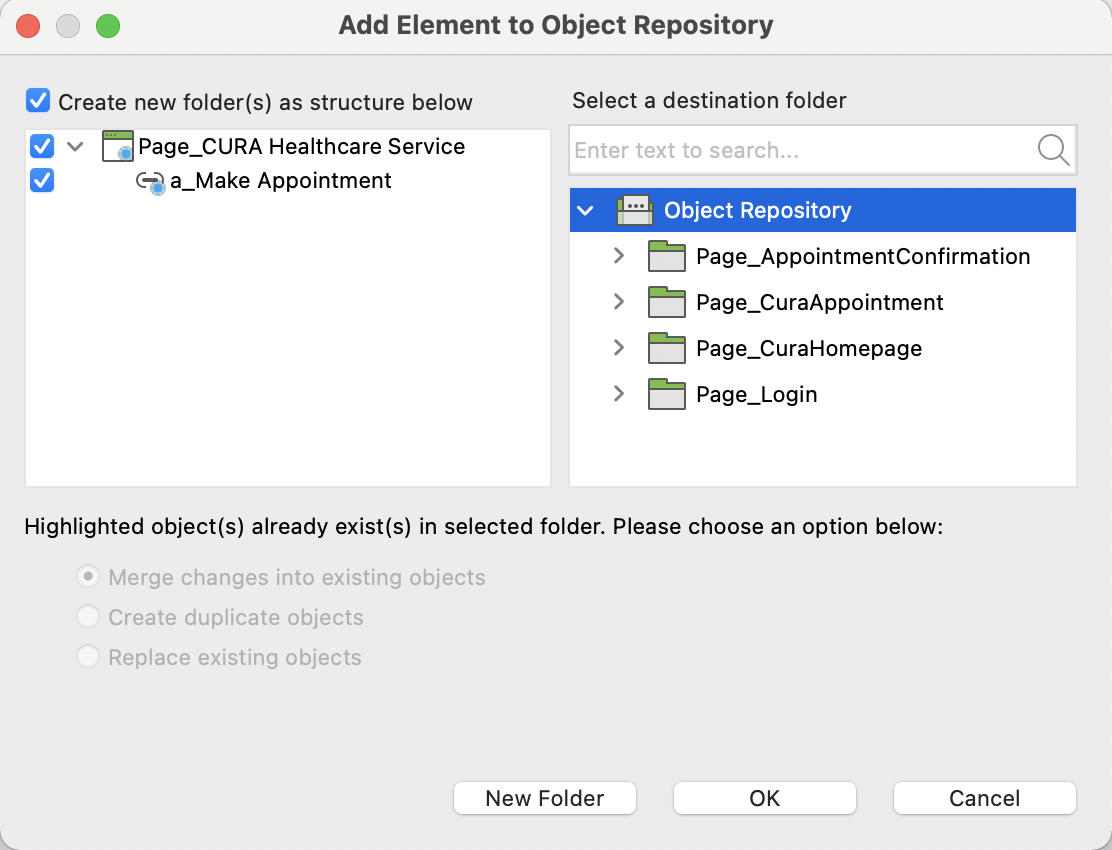 Add Element to Object Repository
Create new folder(s) as structure below
Page_CURA Healthcare Service
a_Make Appointment
Select a destination folder
Enter text to search...
Object Repository
Page_AppointmentConfirmation
Page_CuraAppointment
Page_CuraHomepage
Page_Login
Highlighted object(s) already exist(s) in selected folder. Please choose an option below:
Merge changes into existing objects
Create duplicate objects
Replace existing objects
New Folder
OK
Cancel